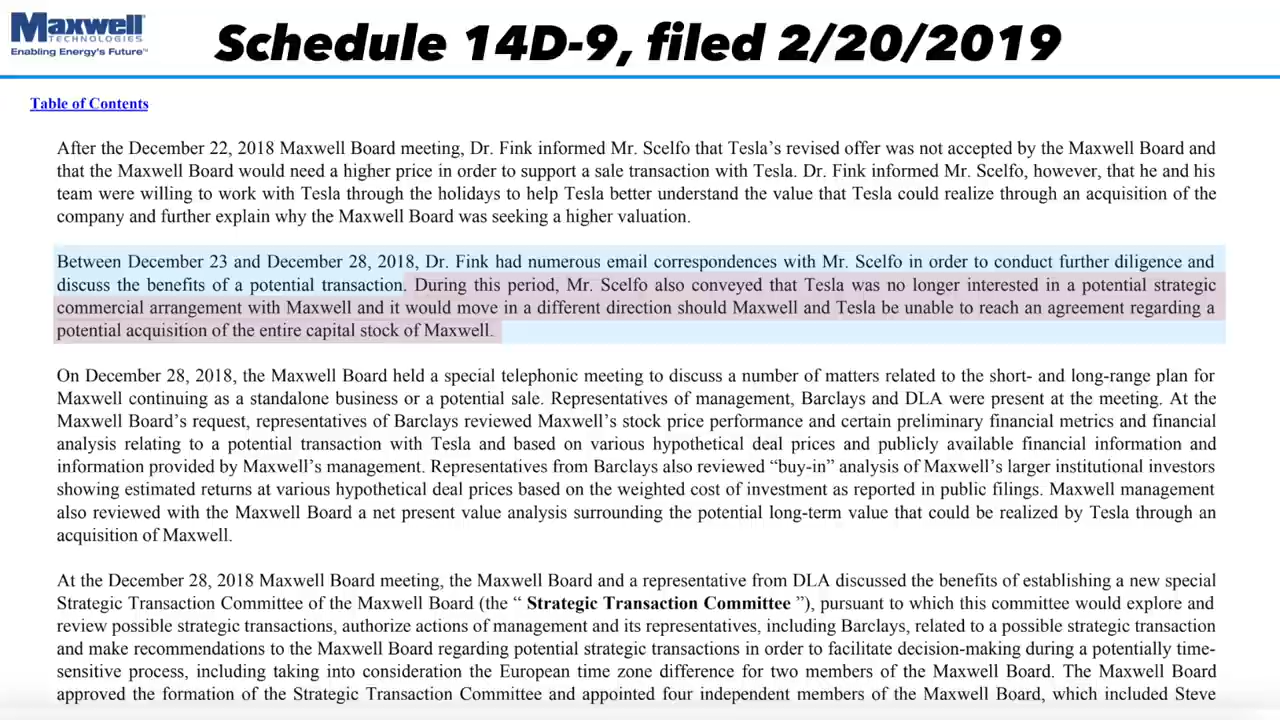 Maxwell
TECHNOLOGIES
Enabling Energy's Future™
Schedule 14D-9, filed 2/20/2019
Table of Contents
After the December 22, 2018 Maxwell Board meeting, Dr. Fink informed Mr. Scelfo that Tesla’s revised offer was not accepted by the Maxwell Board and
that the Maxwell Board would need a higher price in order to support a sale transaction with Tesla. Dr. Fink informed Mr. Scelfo, however, that he and his
team were willing to work with Tesla through the holidays to help Tesla better understand the value that Tesla could realize through an acquisition of the
company and further explain why the Maxwell Board was seeking a higher valuation.
Between December 23 and December 28, 2018, Dr. Fink had numerous email correspondences with Mr. Scelfo in order to conduct further diligence and
discuss the benefits of a potential transaction. During this period, Mr. Scelfo also conveyed that Tesla was no longer interested in a potential strategic
commercial arrangement with Maxwell and it would move in a different direction should Maxwell and Tesla be unable to reach an agreement regarding a
potential acquisition of the entire capital stock of Maxwell.
On December 28, 2018, the Maxwell Board held a special telephonic meeting to discuss a number of matters related to the short- and long-range plan for
Maxwell continuing as a standalone business or a potential sale. Representatives of management, Barclays and DLA were present at the meeting. At the
Maxwell Board’s request, representatives of Barclays reviewed Maxwell’s stock price performance and certain preliminary financial metrics and financial
analysis relating to a potential transaction with Tesla and based on various hypothetical deal prices and publicly available financial information and
information provided by Maxwell’s management. Representatives from Barclays also reviewed “buy-in” analysis of Maxwell’s larger institutional investors
showing estimated returns at various hypothetical deal prices based on the weighted cost of investment as reported in public filings. Maxwell management
also reviewed with the Maxwell Board a net present value analysis surrounding the potential long-term value that could be realized by Tesla through an
acquisition of Maxwell.
At the December 28, 2018 Maxwell Board meeting, the Maxwell Board and a representative from DLA discussed the benefits of establishing a new special
Strategic Transaction Committee of the Maxwell Board (the “ Strategic Transaction Committee ”), pursuant to which this committee would explore and
review possible strategic transactions, authorize actions of management and its representatives, including Barclays, related to a possible strategic transaction
and make recommendations to the Maxwell Board regarding potential strategic transactions in order to facilitate decision-making during a potentially time-
sensitive process, including taking into consideration the European time zone difference for two members of the Maxwell Board. The Maxwell Board
approved the formation of the Strategic Transaction Committee and appointed four independent members of the Maxwell Board, which included Steve